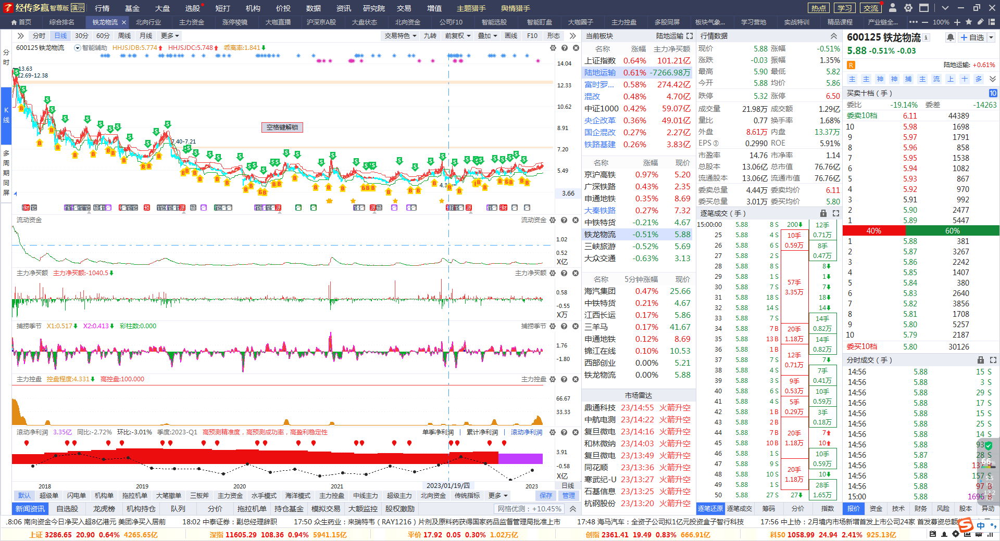 经传多赢 智尊版 演示 行情 基金 大盘 选股 短打 机构 价投 数据 资讯 研究院 交易 增值 主题猎手 舆情猎手 热点 学习 交流
首页 综合排名 铁龙物流 北向行业 主力资金 涨停棱镜 大咖直播 沪深京A股 大盘状态 北向资金 公司F10 智能选股 智能盯盘 大咖圈子 主力控盘 多股同屏 板块气象... 学习营地 实战特训 精品课程 产业链全... 100%
分时 日线 30分 60分 周线 月线 更多 交易特色 九转 前复权 叠加 画线 F10 形态
分时
K线
多周期同屏
600125 铁龙物流 智能辅助 HHJSJDB:5.774 HHJSJDC:5.748 乖离率:1.841
13.63
12.69-12.38
7.40-7.21
空格键解锁
14.04
12.33
10.62
8.91
7.20
5.49
3.66
流动资金 流动资金
1.02
0.52
X亿
主力净买额 主力净买额:-1040.5 主力净买额
0.58
-0.55
X万
捕捞季节 X1:0.517 X2:0.413 彩柱数:0.000 捕捞季节
1.76
-1.80
主力控盘 控盘程度:4.331 高控盘:100.000 主力控盘
66.67
33.33
滚动净利润 3.35亿 同比:-2.72% 环比:-3.01% 季度:2023-Q1 高预测精准度，高预测成功率，高盈利稳定性 单季净利润 | 累计净利润 | 滚动净利润
3.91
-0.58
X亿
2018 2019 2020 2021 2023/01/19/四 2023 日线
默认 超级单 闪电单 机构单 拖拉机单 大笔撤单 三板斧 主力资金 水手模式 海洋模式 主力控盘 中线主力 超级主力 北向资金 传统指标 更多 保存 管理
新闻资讯 自选股 龙虎榜 机构持仓 队列 分价 拖拉机单 持仓基金 模拟交易 大额监控 股权激励 网格优测：+10.45%
当前板块 陆地运输
名称 涨幅 主力净买额
上证指数 0.64% 101.21亿
陆地运输 0.61% -7266.98万
富时罗... 0.58% 274.42亿
混改 0.48% 4.70亿
中证1000 0.42% 59.07亿
央企改革 0.36% 49.01亿
国企混改 0.27% 2.27亿
铁路基建 0.26% 3.83亿
名称 涨幅 现价
京沪高铁 0.97% 5.20
广深铁路 0.43% 2.35
申通地铁 0.35% 8.69
大秦铁路 0.27% 7.32
中铁特货 -0.21% 4.67
铁龙物流 -0.51% 5.88
三峡旅游 -0.52% 5.69
大众交通 -0.63% 3.13
名称 5分钟涨幅 现价
海汽集团 0.47% 25.66
中铁特货 0.21% 4.67
江西长运 0.17% 5.86
三羊马 0.17% 41.67
申通地铁 0.12% 8.69
锦江在线 0.10% 10.53
西部创业 0.00% 5.21
铁龙物流 0.00% 5.88
市场雷达
鼎通科技 23/14:55 火箭升空
中航电测 23/14:22 火箭升空
复旦微电 23/14:16 火箭升空
和林微纳 23/14:03 火箭升空
复旦微电 23/13:49 火箭升空
同花顺 23/13:36 火箭升空
寒武纪-U 23/13:27 火箭升空
石基信息 23/13:25 火箭升空
杭钢股份 23/13:20 火箭升空
行情数据
现价 5.88 涨幅 -0.51%
涨跌 -0.03 振幅 1.35%
最高 5.90 最低 5.82
今开 5.88 均价 5.86
跌停 5.32 涨停 6.50
成交量 21.98万 成交额 1.29亿
量比 0.77 换手率 1.68%
外盘 8.61万 内盘 13.37万
EPS③ 0.2990 ROE 5.91%
市盈率 14.76 市净率 1.14
总股本 13.06亿 总市值 76.76亿
流通股本 13.06亿 流通市值 76.76亿
委卖总量 4.44万 委卖均价 6.11
委买总量 3.01万 委买均价 5.80
逐笔成交（手）
15:00:00 5.88 8 S
25 5.88 4 S
26 5.88 6 S
27 5.88 2 S
28 5.88 8 S
29 5.88 1 S
30 5.88 7 S
31 5.88 18 S
32 5.88 14 S
33 5.88 7 S
34 5.88 7 B
35 5.88 13 B
36 5.88 1 B
37 5.88 7 S
38 5.88 4 S
39 5.88 3 S
40 5.88 6 S
41 5.88 4 S
42 5.88 1 B
43 5.88 2 B
44 5.88 7 B
45 5.88 10 B
46 5.88 1 S
47 5.88 9 S
48 5.88 10 S
49 5.88 1 S
50 5.88 27 S
200
10手
0.59万
57手
3.35万
20手
1.18万
12手
0.71万
9手
0.53万
5手
0.29万
20手
1.18万
20手
1.18万
27
12手
0.71万
8手
0.47万
8
1
7
18
14
14手
0.82万
14手
0.82万
7
7手
0.41万
10手
0.59万
3手
0.18万
7
10
10手
0.59万
10
28手
1.65万
逐笔还原 逐笔成交 筹码 分价 指数
600125 铁龙物流 自选
5.88 -0.51% -0.03
R 陆地运输: +0.61%
主 主 神 神 捕 主 流 上 十 多
买卖十档（手） 10
委比 -19.14% 委差 -14263
委卖10档 6.11 44389
10 5.98 1698
9 5.97 1791
8 5.96 858
7 5.95 1538
6 5.94 1082
5 5.93 867
4 5.92 970
3 5.91 992
2 5.90 2477
1 5.89 5447
40% 60%
1 5.88 381
2 5.87 3267
3 5.86 2242
4 5.85 1407
5 5.84 380
6 5.83 2640
7 5.82 3856
8 5.81 1708
9 5.80 5257
10 5.79 2187
委买10档 5.80 30126
分时成交（手）
14:56 5.88 15 S
14:56 5.88 3 S
14:56 5.88 29 S
14:56 5.88 17 S
14:56 5.88 15 S
14:56 5.88 25 S
14:56 5.88 14 S
14:56 5.88 93
14:56 5.87 28 S
14:56 5.88 137 B
14:56 5.88 157 S
14:56 5.88 97 B
15:00 5.88 1696 B
报价 资金 技术 财务 风险 股本 异动
.8:06 南向资金今日净买入超8亿港元 美团净买入居前 18:02 中泰证券：副总经理辞职 17:50 众生药业：来瑞特韦（RAY1216）片剂及原料药获得国家药品监督管理局批准上市 17:48 海马汽车：全资子公司拟1亿元投资盒子智行科技 17:56 中上协：2月境内市场新增首发上市公司24家 首发募资总额
上证 3286.65 20.90 0.64% 4265.65亿 深指 11605.29 108.36 0.94% 5941.15亿 平价 17.92 0.05 0.30% 1.02万亿 创指 2361.41 19.49 0.83% 666.91亿 科50 1058.99 24.94 2.41% 925.13亿 中